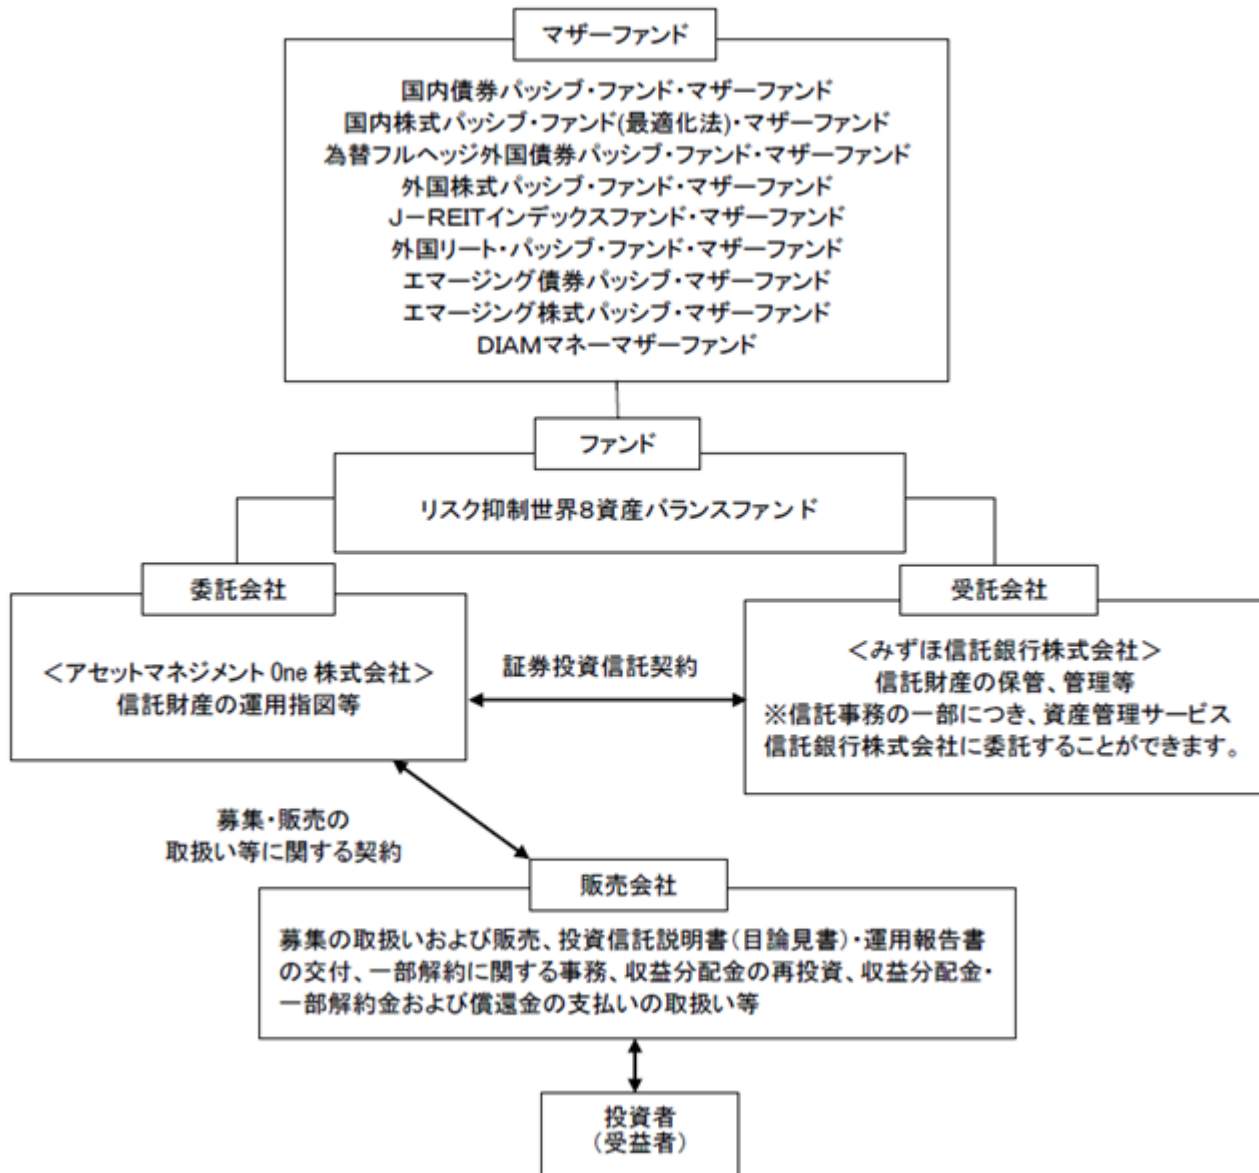 マザーファンド
国内債券パッシブ・ファンド・マザーファンド
国内株式パッシブ・ファンド(最適化法)・マザーファンド
為替フルヘッジ外国債券パッシブ・ファンド・マザーファンド
外国株式パッシブ・ファンド・マザーファンド
J－REITインデックスファンド・マザーファンド
外国リート・パッシブ・ファンド・マザーファンド
エマージング債券パッシブ・マザーファンド
エマージング株式パッシブ・マザーファンド
DIAMマネーマザーファンド
ファンド
リスク抑制世界8資産バランスファンド
委託会社
＜アセットマネジメント One 株式会社＞
信託財産の運用指図等
証券投資信託契約
受託会社
＜みずほ信託銀行株式会社＞
信託財産の保管、管理等
※信託事務の一部につき、資産管理サービス
信託銀行株式会社に委託することができます。
募集・販売の
取扱い等に関する契約
販売会社
募集の取扱いおよび販売、投資信託説明書(目論見書)・運用報告書
の交付、一部解約に関する事務、収益分配金の再投資、収益分配金・
一部解約金および償還金の支払いの取扱い等
投資者
（受益者）